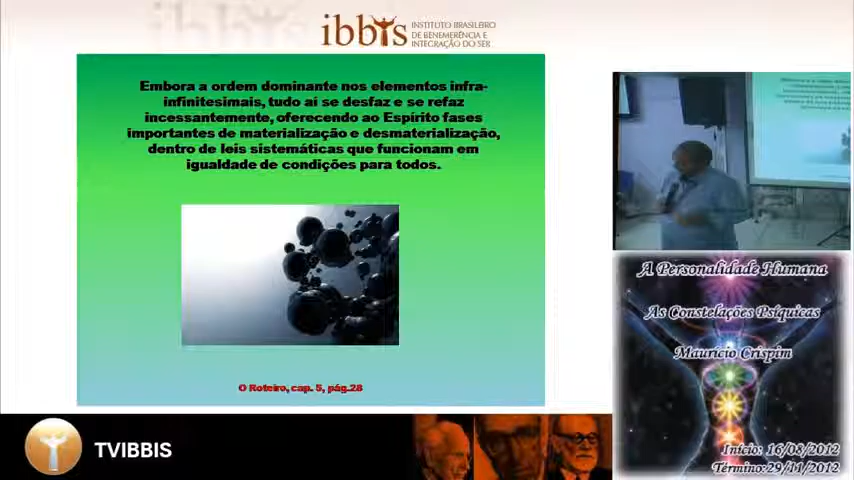 ibbis
INSTITUTO BRASILEIRO
DE BENEMERÊNCIA E
INTEGRAÇÃO DO SER
Embora a ordem dominante nos elementos infra-
infinitesimais, tudo aí se desfaz e se refaz
incessantemente, oferecendo ao Espírito fases
importantes de materialização e desmaterialização,
dentro de leis sistemáticas que funcionam em
igualdade de condições para todos.
O Roteiro, cap. 5, pág.28
A Personalidade Humana
As Constelações Psíquicas
Maurício Crispim
Início: 16/08/2012
Término:29/11/2012
TVIBBIS